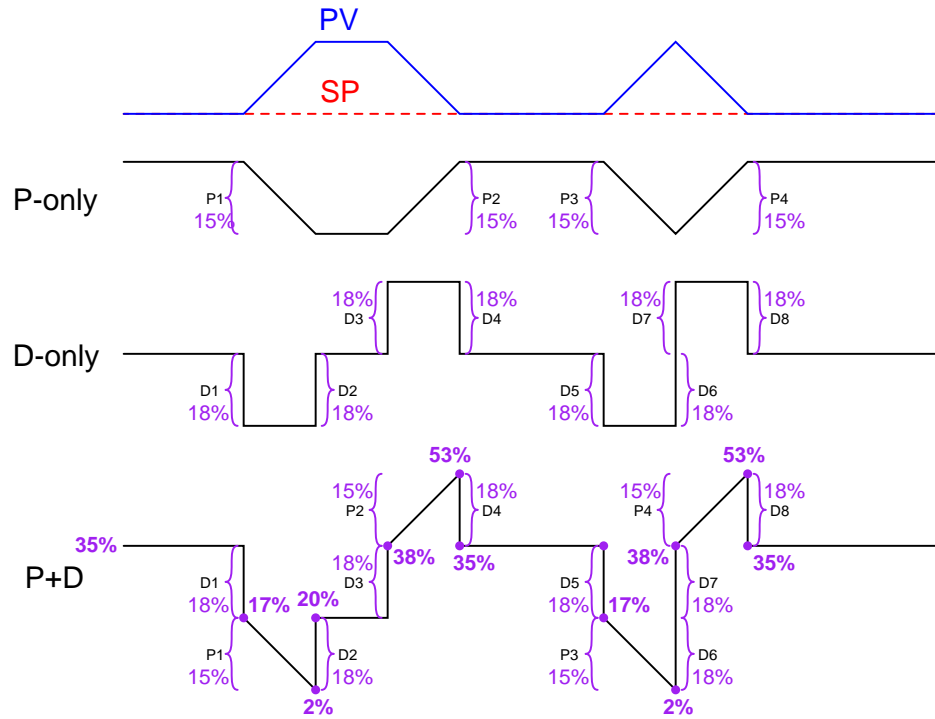 PV
SP
P-only
P1
15%
P2
15%
P3
15%
P4
15%
D-only
18%
D3
18%
D4
18%
D7
18%
D8
D1
18%
D2
18%
D5
18%
D6
18%
P+D
35%
53%
53%
15%
P2
18%
D4
15%
P4
18%
D8
38%
35%
38%
35%
D1
18%
18%
D3
D5
18%
D7
18%
17%
20%
17%
P1
15%
D2
18%
P3
15%
D6
18%
2%
2%